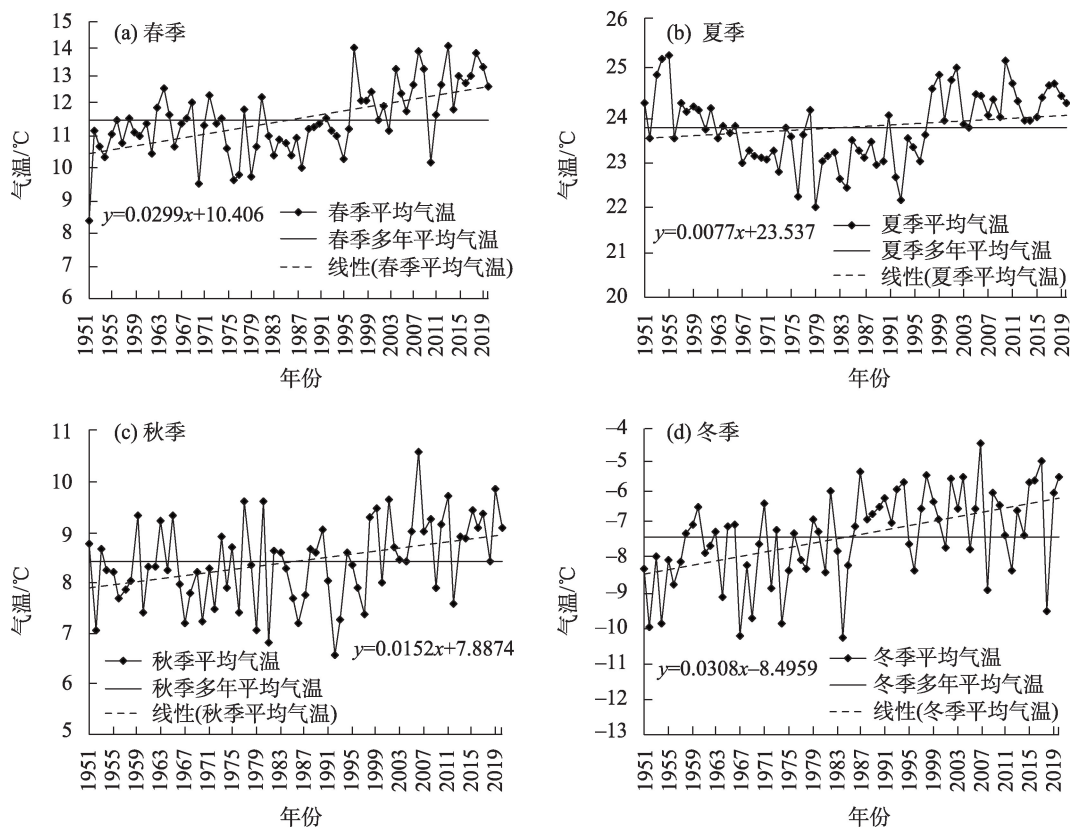 (a) 春季
15
14
13
12
11
10
9
8
7
6
气温/℃
y=0.0299x+10.406
春季平均气温
春季多年平均气温
线性(春季平均气温)
1951 1955 1959 1963 1967 1971 1975 1979 1983 1987 1991 1995 1999 2003 2007 2011 2015 2019
年份
(b) 夏季
26
25
24
23
22
21
20
气温/℃
y=0.0077x+23.537
夏季平均气温
夏季多年平均气温
线性(夏季平均气温)
1951 1955 1959 1963 1967 1971 1975 1979 1983 1987 1991 1995 1999 2003 2007 2011 2015 2019
年份
(c) 秋季
11
10
9
8
7
6
5
气温/℃
y=0.0152x+7.8874
秋季平均气温
秋季多年平均气温
线性(秋季平均气温)
1951 1955 1959 1963 1967 1971 1975 1979 1983 1987 1991 1995 1999 2003 2007 2011 2015 2019
年份
(d) 冬季
–4
–5
–6
–7
–8
–9
–10
–11
–12
–13
气温/℃
y=0.0308x–8.4959
冬季平均气温
冬季多年平均气温
线性(冬季平均气温)
1951 1955 1959 1963 1967 1971 1975 1979 1983 1987 1991 1995 1999 2003 2007 2011 2015 2019
年份